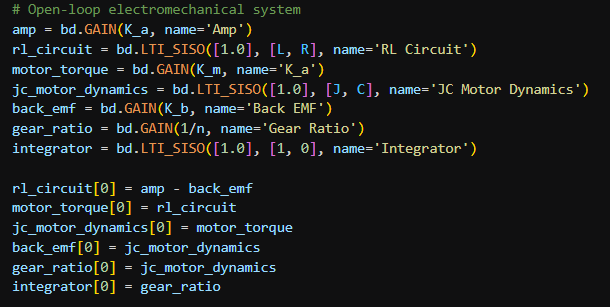 # Open-loop electromechanical system
amp = bd.GAIN(K_a, name='Amp')
rl_circuit = bd.LTI_SISO([1.0], [L, R], name='RL Circuit')
motor_torque = bd.GAIN(K_m, name='K_a')
jc_motor_dynamics = bd.LTI_SISO([1.0], [J, C], name='JC Motor Dynamics')
back_emf = bd.GAIN(K_b, name='Back EMF')
gear_ratio = bd.GAIN(1/n, name='Gear Ratio')
integrator = bd.LTI_SISO([1.0], [1, 0], name='Integrator')

rl_circuit[0] = amp - back_emf
motor_torque[0] = rl_circuit
jc_motor_dynamics[0] = motor_torque
back_emf[0] = jc_motor_dynamics
gear_ratio[0] = jc_motor_dynamics
integrator[0] = gear_ratio